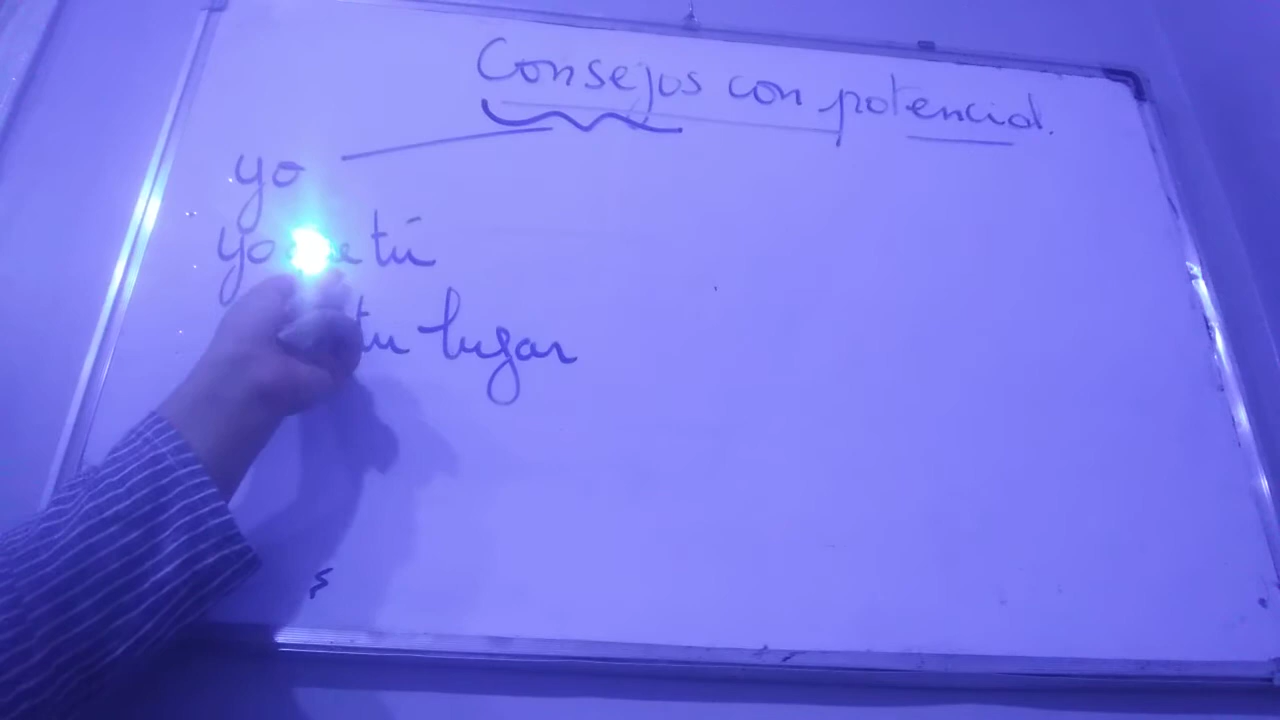 Consejos con potencial.
yo
yo tú
tu lugar